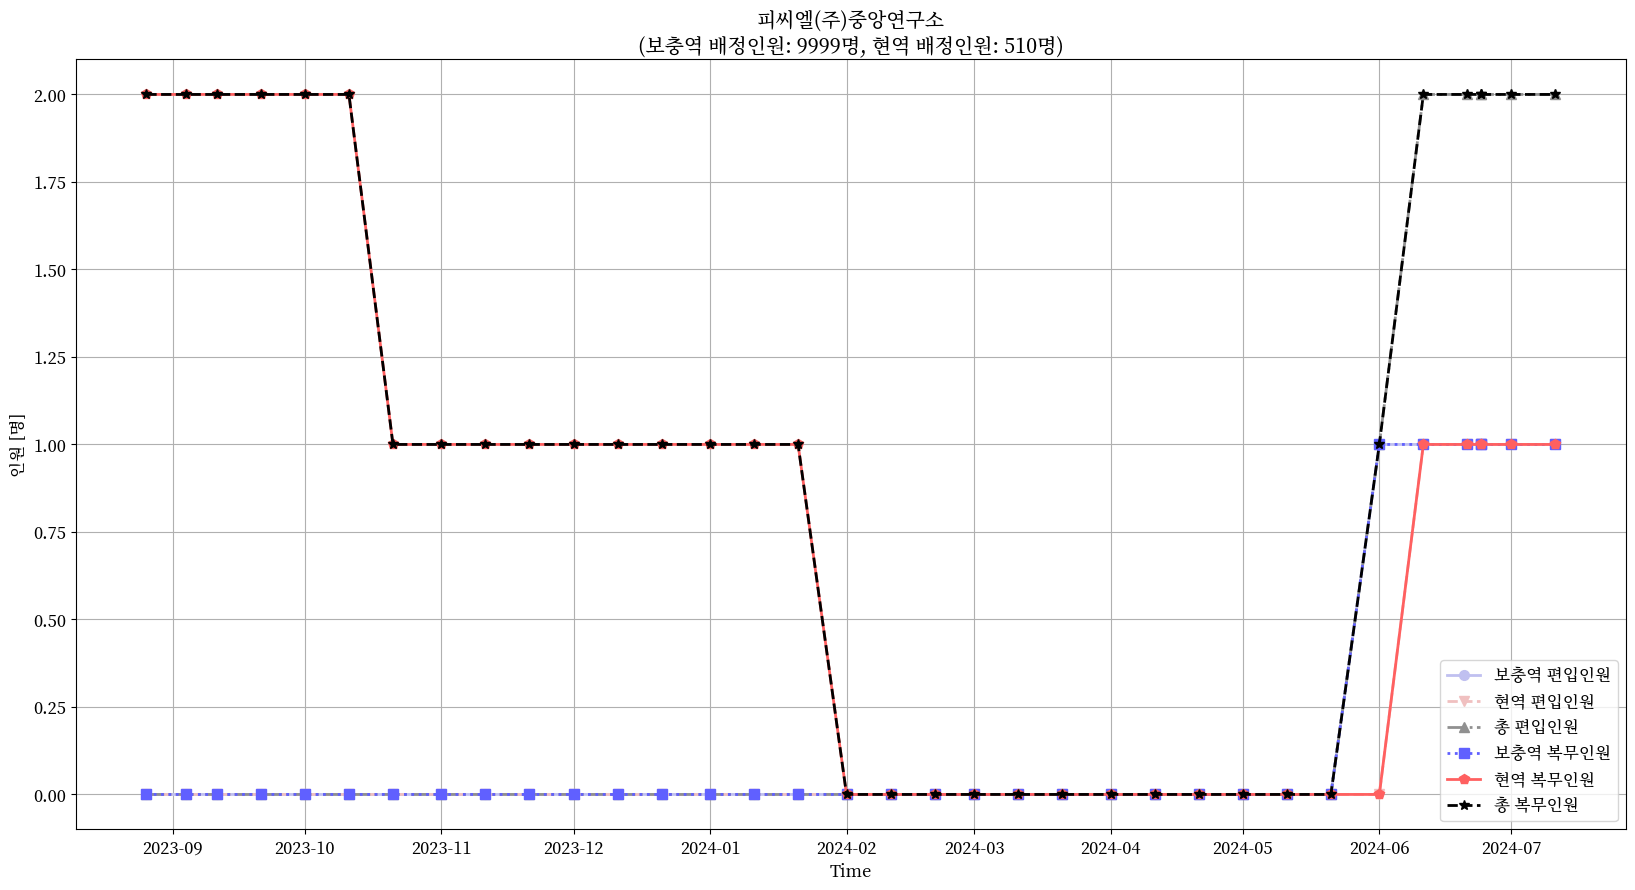 피씨엘(주)중앙연구소
(보충역 배정인원: 9999명, 현역 배정인원: 510명)
인원 [명]
2.00
1.75
1.50
1.25
1.00
0.75
0.50
0.25
0.00
보충역 편입인원
현역 편입인원
총 편입인원
보충역 복무인원
현역 복무인원
총 복무인원
2023-09
2023-10
2023-11
2023-12
2024-01
2024-02
2024-03
2024-04
2024-05
2024-06
2024-07
Time